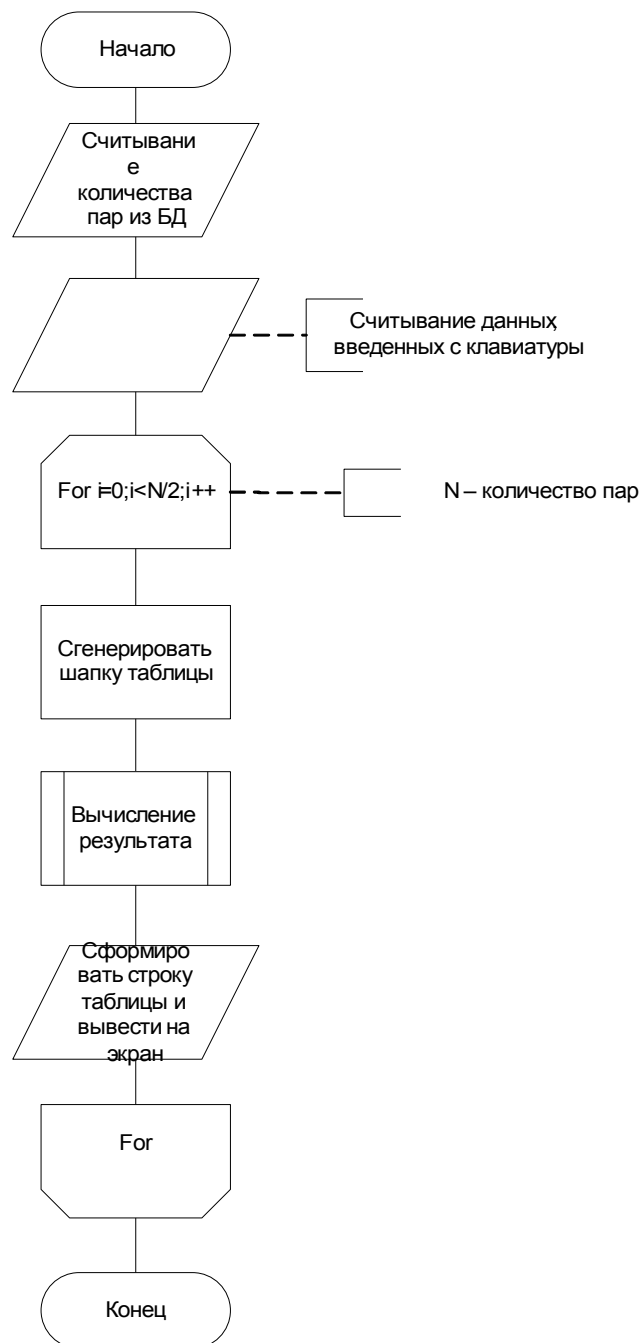 Начало
Считывани
е
количества
пар из БД
Считывание данных,
введенных с клавиатуры
For i=0;i<N/2;i++
N – количество пар
Сгенерировать
шапку таблицы
Вычисление
результата
Сформиро
вать строку
таблицы и
вывести на
экран
For
Конец